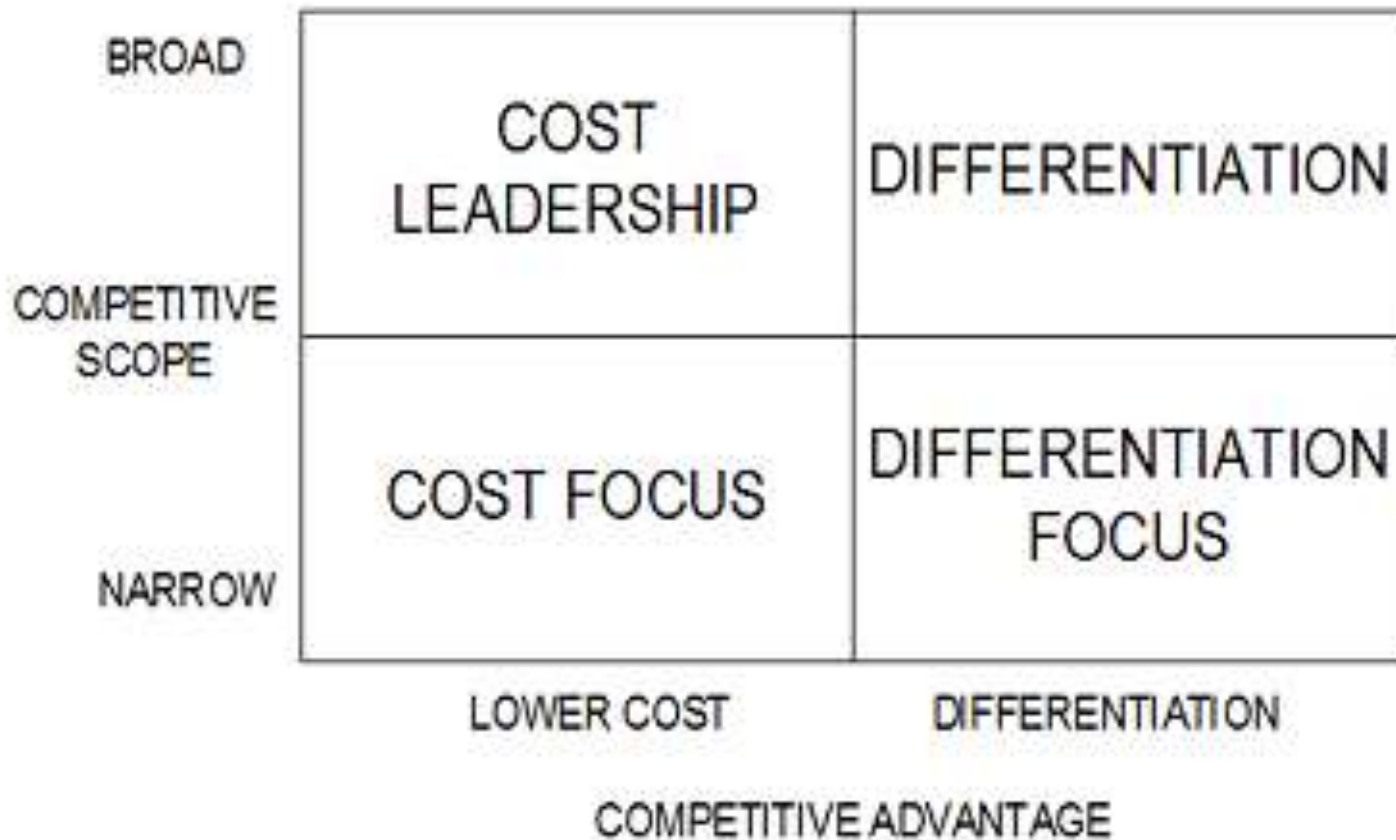 BROAD
COST
LEADERSHIP
DIFFERENTIATION
COMPETITIVE
SCOPE
COST FOCUS
DIFFERENTIATION
FOCUS
NARROW
LOWER COST
DIFFERENTIATION
COMPETITIVE ADVANTAGE